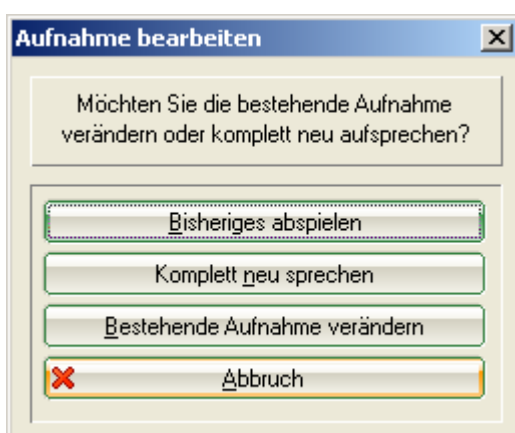 Aufnahme bearbeiten
Möchten Sie die bestehende Aufnahme
verändern oder komplett neu aufsprechen?
Bisheriges abspielen
Komplett neu sprechen
Bestehende Aufnahme verändern
Abbruch